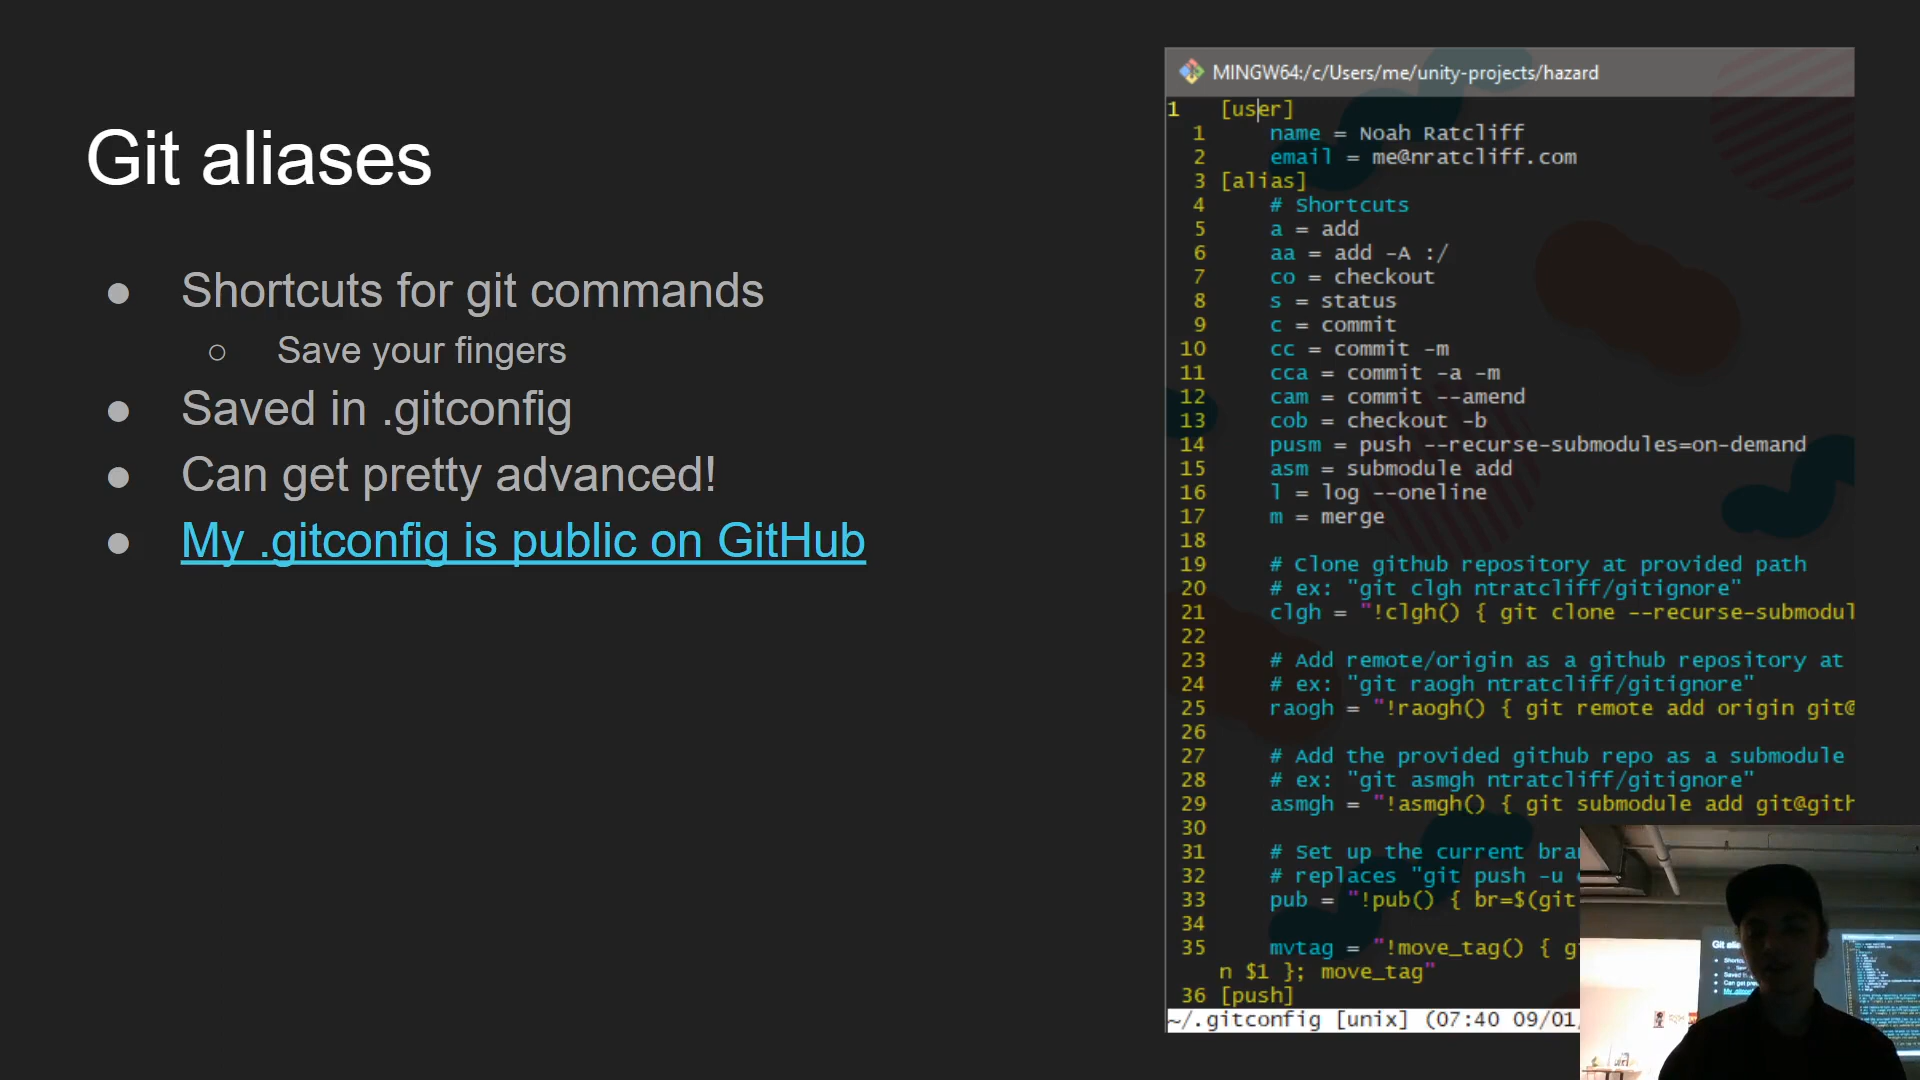 Git aliases
● Shortcuts for git commands
○ Save your fingers
● Saved in .gitconfig
● Can get pretty advanced!
● My .gitconfig is public on GitHub
MINGW64:/c/Users/me/unity-projects/hazard
1 [user]
1 name = Noah Ratcliff
2 email = me@nratcliff.com
3 [alias]
4 # Shortcuts
5 a = add
6 aa = add -A :/
7 co = checkout
8 s = status
9 c = commit
10 cc = commit -m
11 cca = commit -a -m
12 cam = commit --amend
13 cob = checkout -b
14 pusm = push --recurse-submodules=on-demand
15 asm = submodule add
16 l = log --oneline
17 m = merge
18
19 # Clone github repository at provided path
20 # ex: "git clgh ntratcliff/gitignore"
21 clgh = "!clgh() { git clone --recurse-submodul
22
23 # Add remote/origin as a github repository at
24 # ex: "git raogh ntratcliff/gitignore"
25 raogh = "!raogh() { git remote add origin git@
26
27 # Add the provided github repo as a submodule
28 # ex: "git asmgh ntratcliff/gitignore"
29 asmgh = "!asmgh() { git submodule add git@gith
30
31 # Set up the current bra
32 # replaces "git push -u
33 pub = "!pub() { br=$(git
34
35 mvtag = "!move_tag() { g
n $1 }; move_tag"
36 [push]
~/.gitconfig [unix] (07:40 09/01/